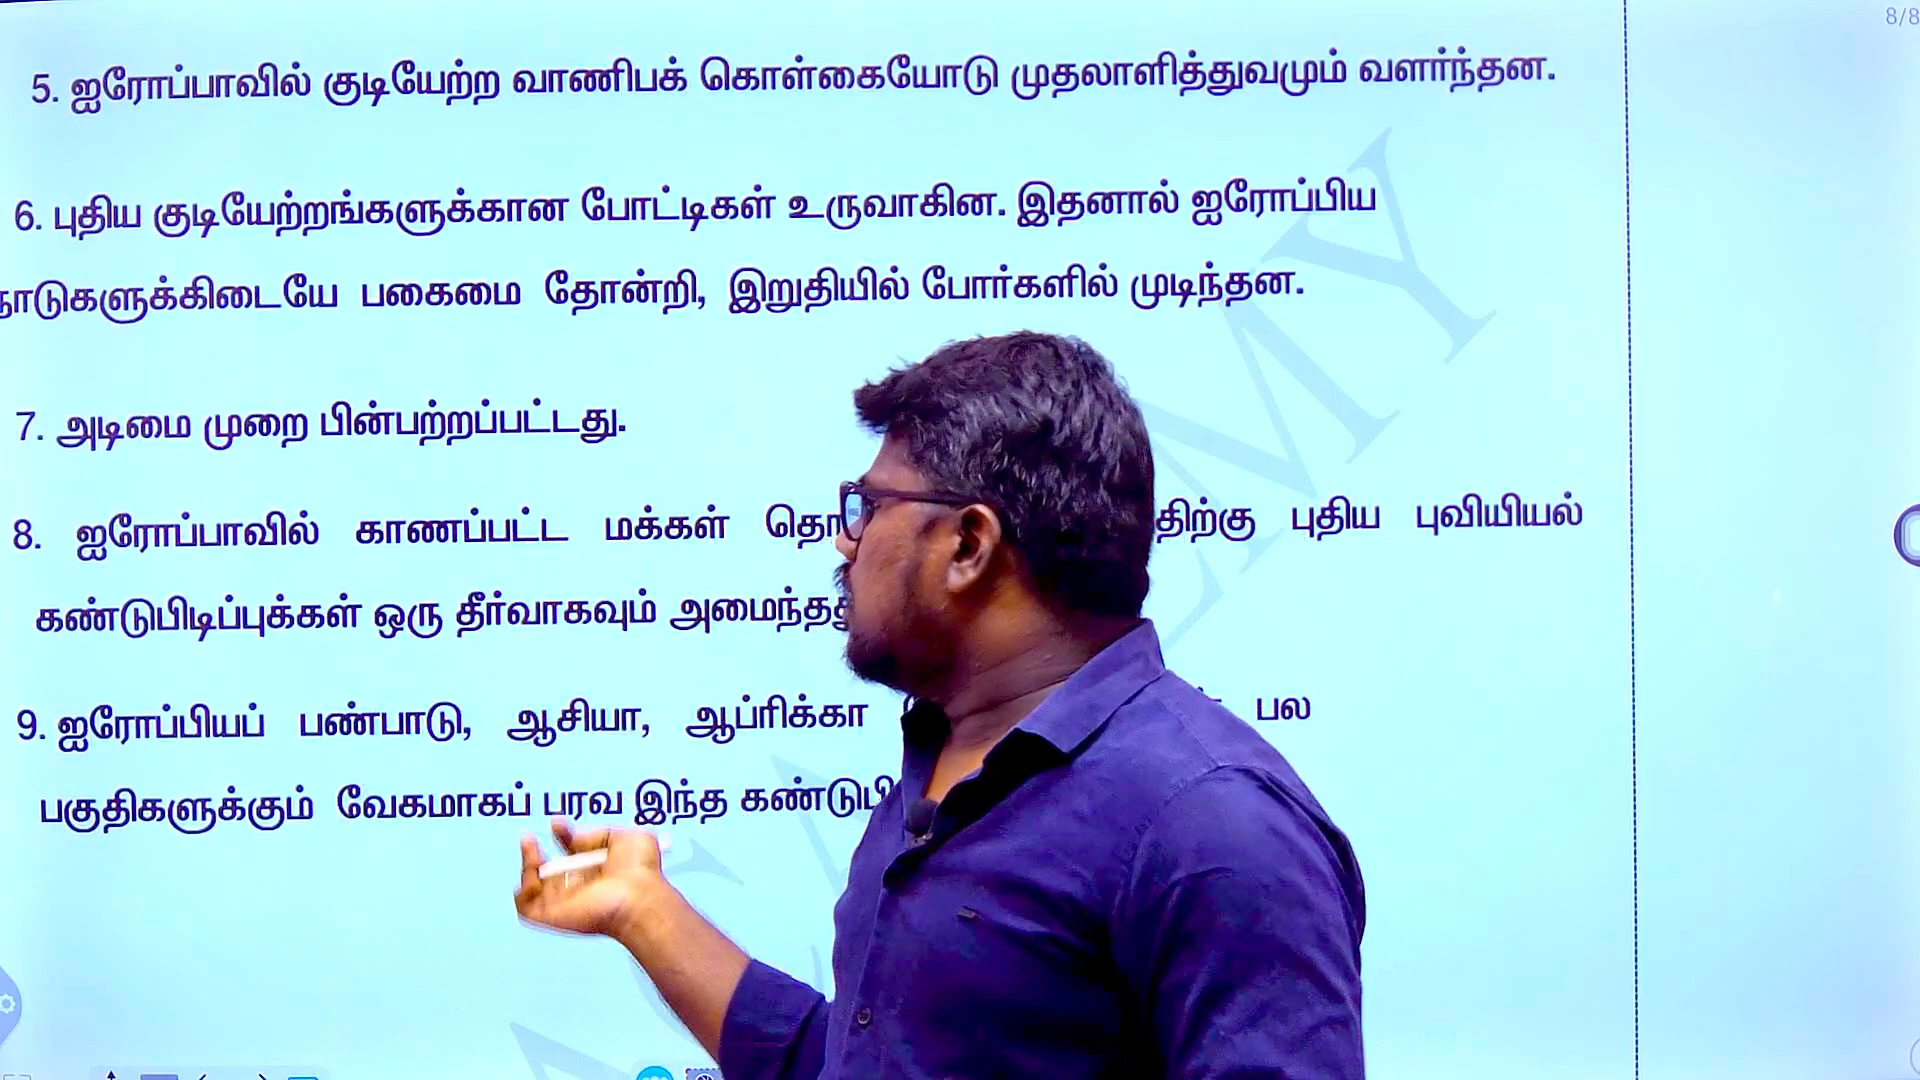 8/8
5. ஐரோப்பாவில் குடியேற்ற வாணிபக் கொள்கையோடு முதலாளித்துவமும் வளர்ந்தன.
6. புதிய குடியேற்றங்களுக்கான போட்டிகள் உருவாகின. இதனால் ஐரோப்பிய
நாடுகளுக்கிடையே பகைமை தோன்றி, இறுதியில் போர்களில் முடிந்தன.
7. அடிமை முறை பின்பற்றப்பட்டது.
8. ஐரோப்பாவில் காணப்பட்ட மக்கள் புதிய புவியியல்
கண்டுபிடிப்புக்கள் ஒரு தீர்வாகவும்
9. ஐரோப்பியப் பண்பாடு, ஆசியா, ஆப்ரிக்கா பல
பகுதிகளுக்கும் வேகமாகப் பரவ இந்த